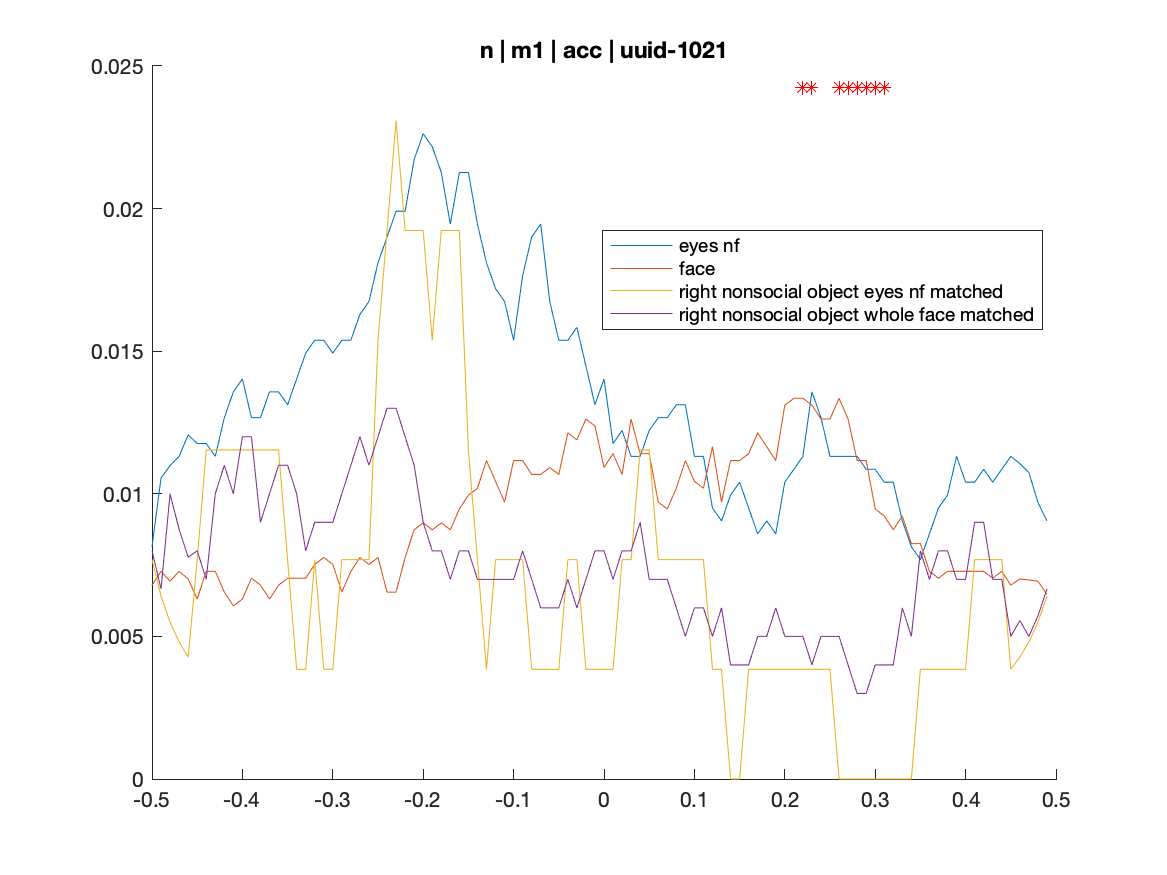 n | m1 | acc | uuid-1021
0.025
0.02
0.015
0.01
0.005
0
eyes nf
face
right nonsocial object eyes nf matched
right nonsocial object whole face matched
-0.5 -0.4 -0.3 -0.2 -0.1 0 0.1 0.2 0.3 0.4 0.5